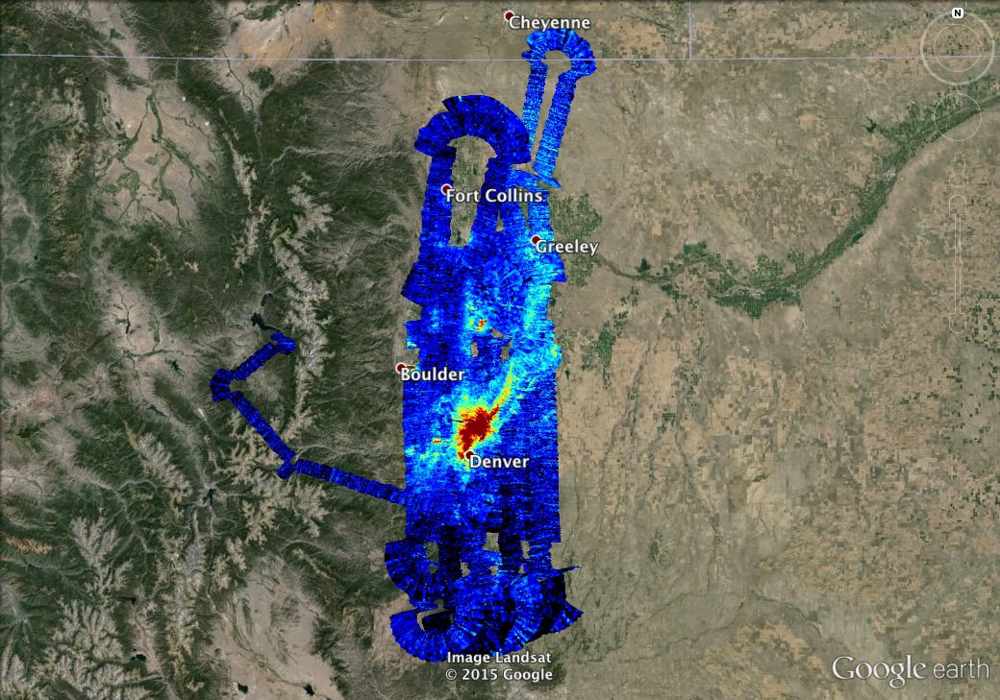 Cheyenne
N
Fort Collins
Greeley
Boulder
Denver
Image Landsat
© 2015 Google
Google earth